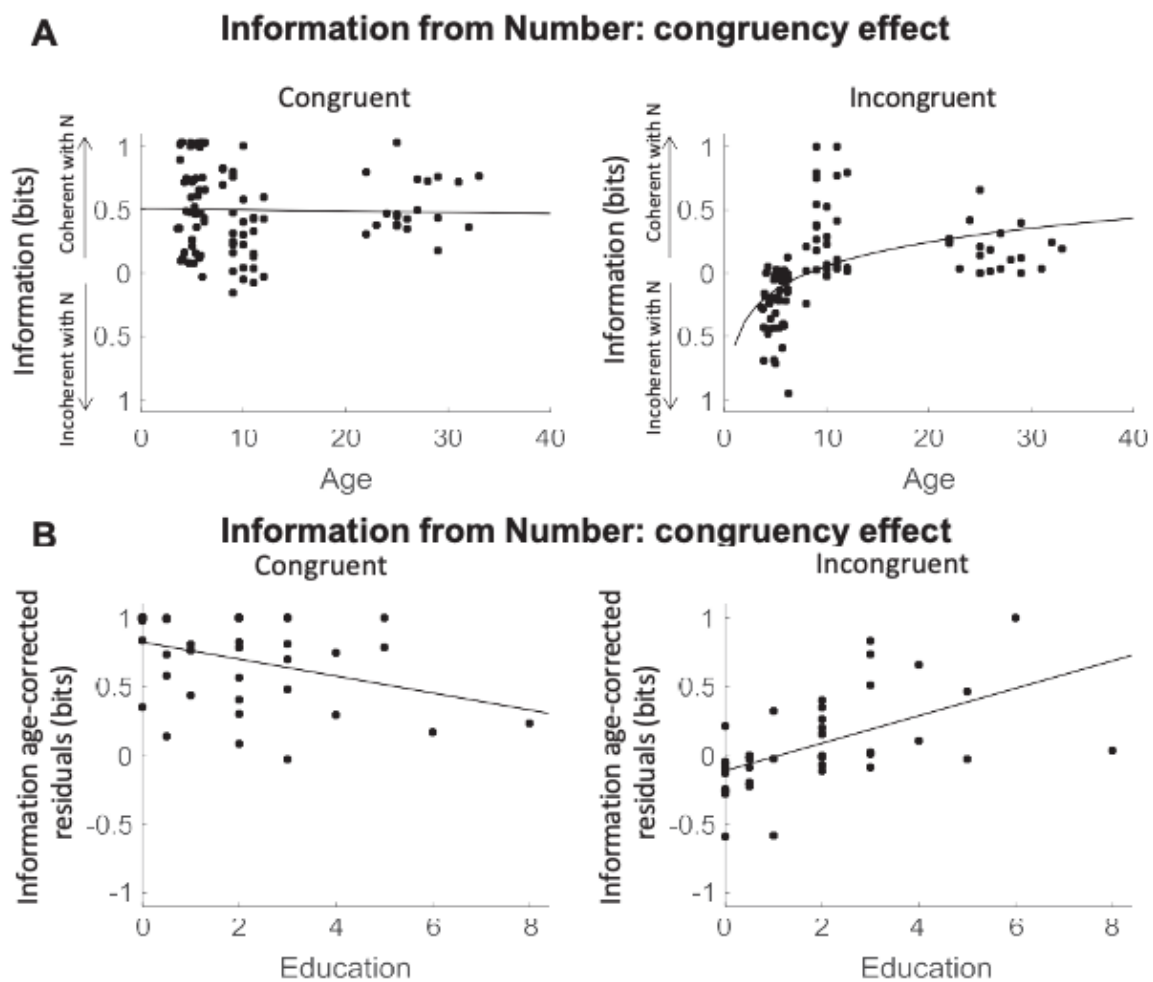 A
Information from Number: congruency effect
Congruent
Incoherent with N
Coherent with N
Information (bits)
1
0.5
0
0.5
1
0
10
20
30
40
Age
Incongruent
Incoherent with N
Coherent with N
Information (bits)
1
0.5
0
0.5
1
0
10
20
30
40
Age
B
Information from Number: congruency effect
Congruent
Information age-corrected
residuals (bits)
1
0.5
0
-0.5
-1
0
2
4
6
8
Education
Incongruent
Information age-corrected
residuals (bits)
1
0.5
0
-0.5
-1
0
2
4
6
8
Education